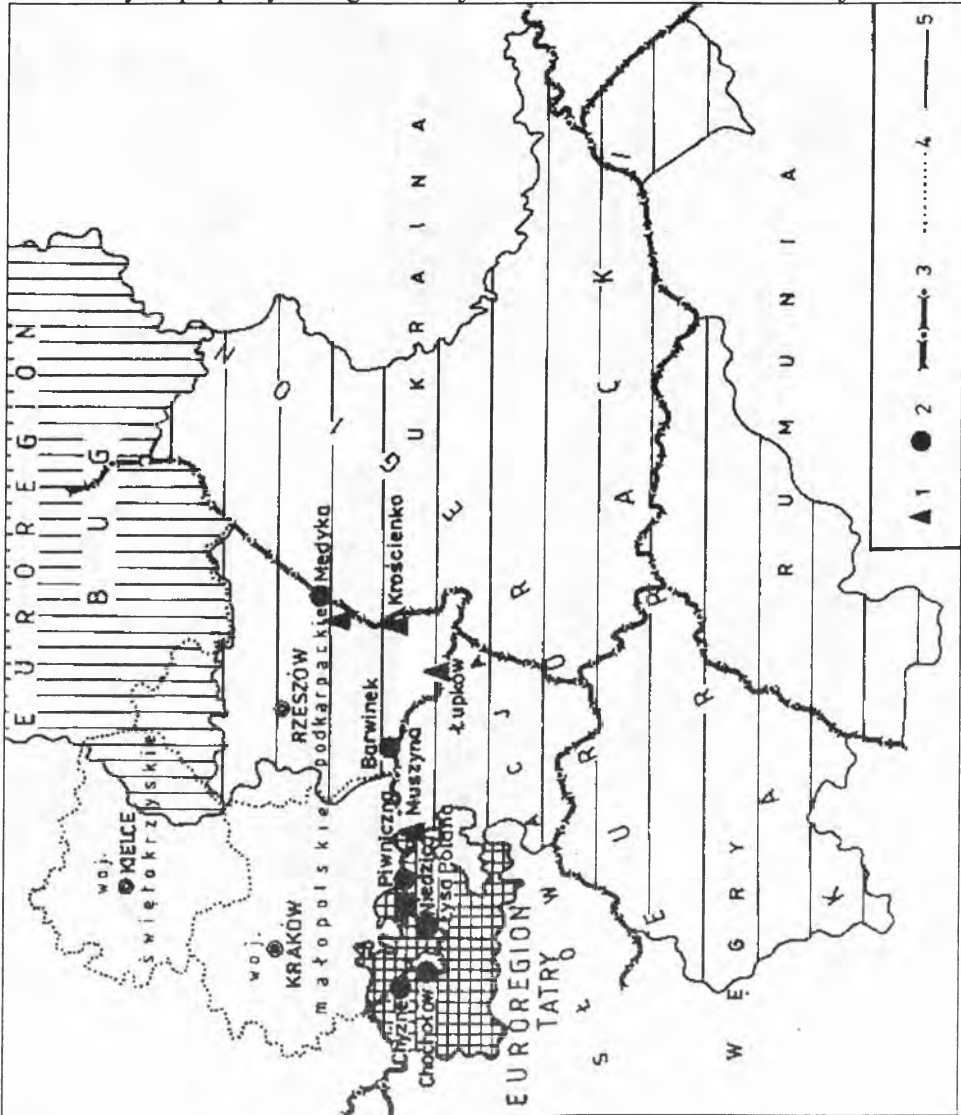 EUROREGION
BUG
woj.
KIELCE
świętokrzyskie
woj.
KRAKÓW
małopolskie
RZESZÓW
podkarpackie
Medyka
Krościenko
Barwinek
Łupków
Muszyna
Piwniczna
Niedzica
Łysa Polana
Chyżne
Chochołów
EUROREGION
TATRY
EUROREGION
KARPACKI
UKRAINA
SŁOWACJA
WĘGRY
RUMUNIA
1 2 3 4 5